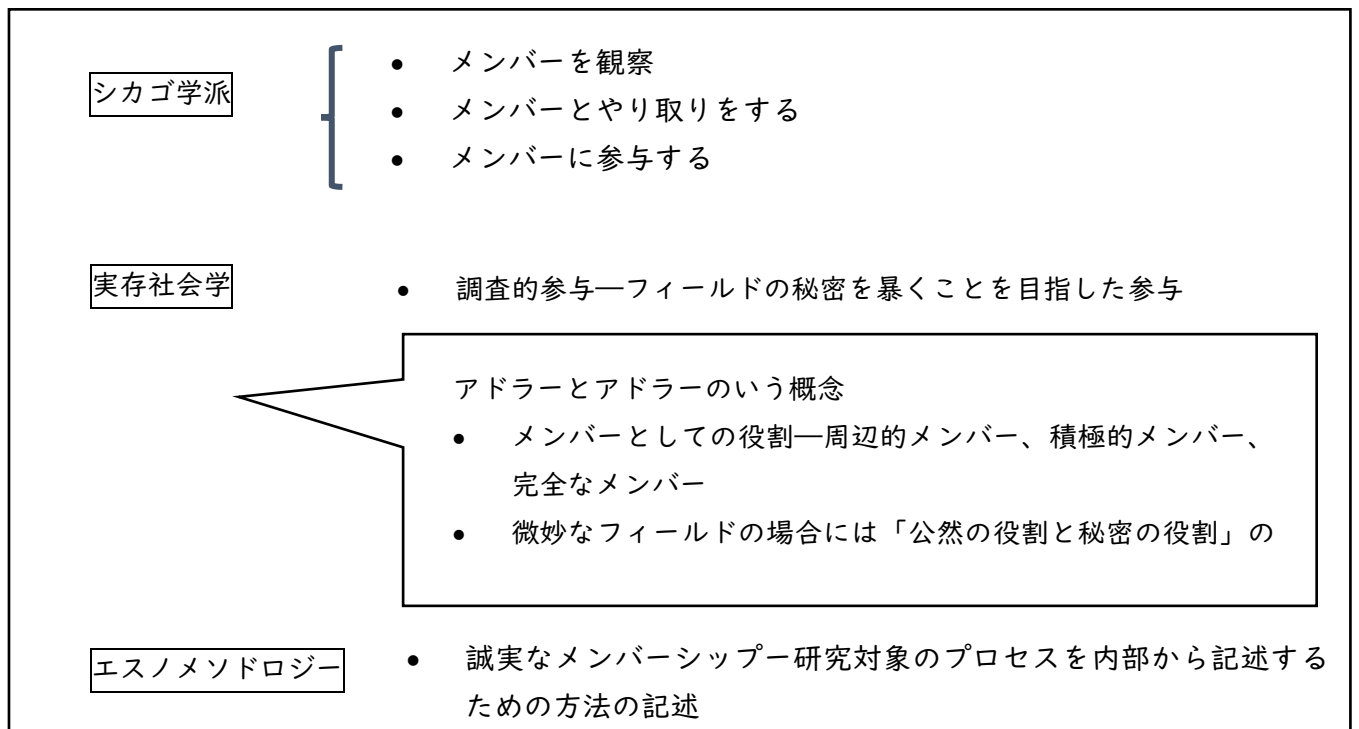 シカゴ学派
● メンバーを観察
● メンバーとやり取りをする
● メンバーに参与する
実存社会学
● 調査的参与―フィールドの秘密を暴くことを目指した参与
アドラーとアドラーのいう概念
● メンバーとしての役割―周辺的メンバー、積極的メンバー、
完全なメンバー
● 微妙なフィールドの場合には「公然の役割と秘密の役割」の
エスノメソドロジー
● 誠実なメンバーシップー研究対象のプロセスを内部から記述する
ための方法の記述